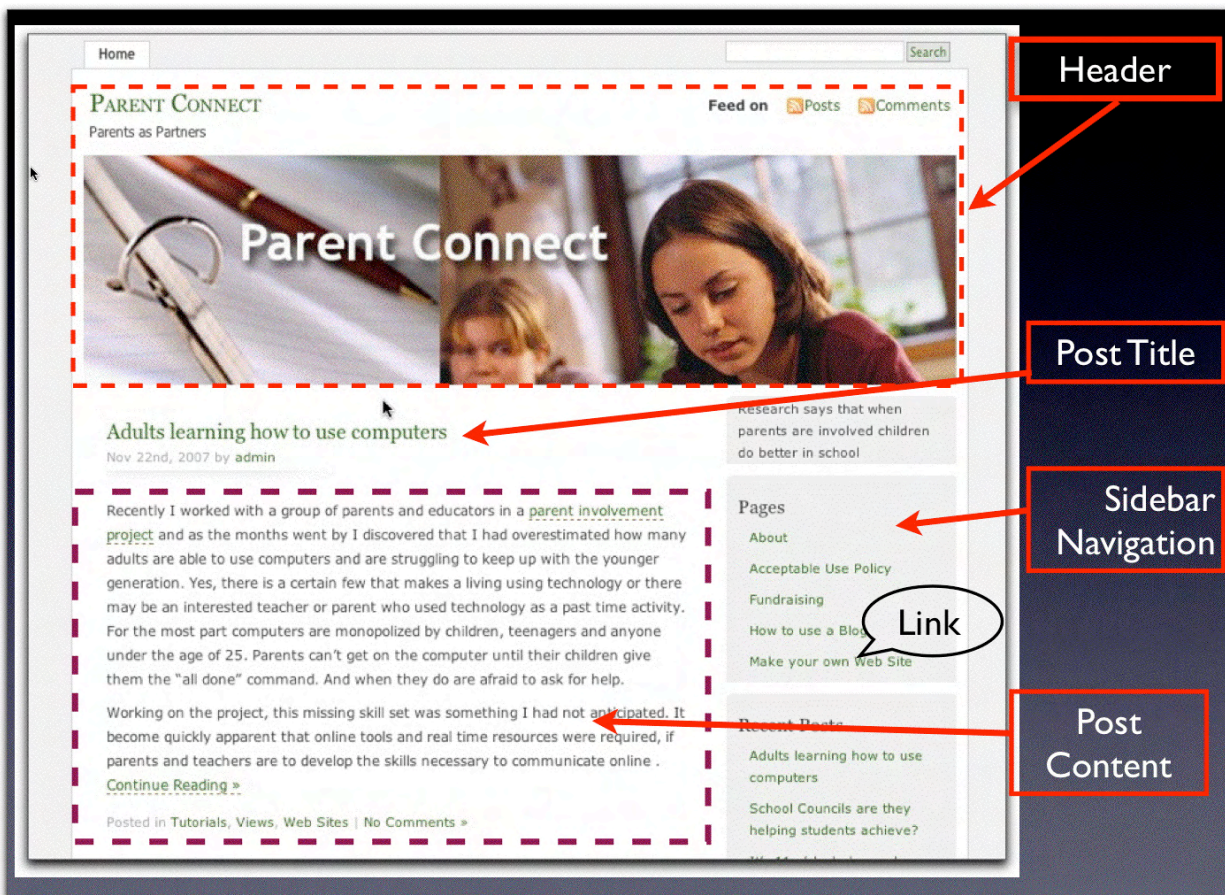 Home
Search
Header
PARENT CONNECT
Feed on Posts Comments
Parents as Partners
Parent Connect
Post Title
Adults learning how to use computers
Nov 22nd, 2007 by admin
Recently I worked with a group of parents and educators in a parent involvement
project and as the months went by I discovered that I had overestimated how many
adults are able to use computers and are struggling to keep up with the younger
generation. Yes, there is a certain few that makes a living using technology or there
may be an interested teacher or parent who used technology as a past time activity.
For the most part computers are monopolized by children, teenagers and anyone
under the age of 25. Parents can't get on the computer until their children give
them the "all done" command. And when they do are afraid to ask for help.
Working on the project, this missing skill set was something I had not anticipated. It
become quickly apparent that online tools and real time resources were required, if
parents and teachers are to develop the skills necessary to communicate online .
Continue Reading »
Posted in Tutorials, Views, Web Sites | No Comments »
Research says that when
parents are involved children
do better in school
Sidebar
Navigation
Pages
About
Acceptable Use Policy
Fundraising
How to use a Blog
Make your own Web Site
Link
Post
Content
Recent Posts
Adults learning how to use
computers
School Councils are they
helping students achieve?